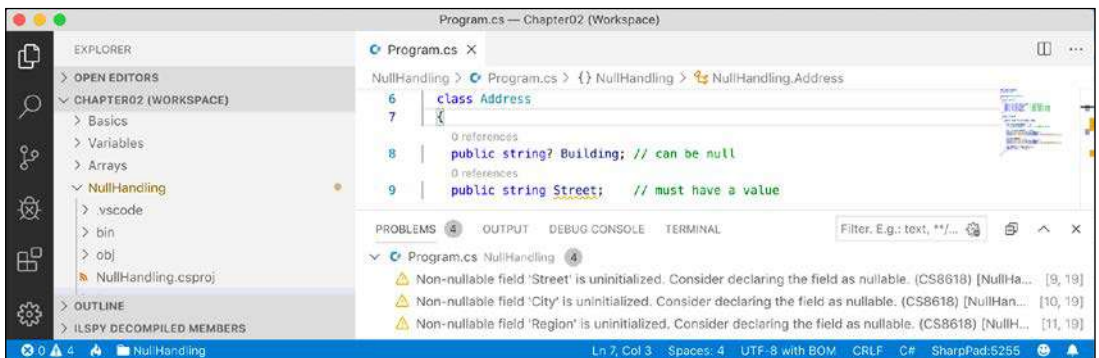 Program.cs — Chapter02 (Workspace)
EXPLORER
> OPEN EDITORS
CHAPTER02 (WORKSPACE)
> Basics
> Variables
> Arrays
NullHandling
> .vscode
> bin
> obj
NullHandling.csproj
> OUTLINE
> ILSPY DECOMPILED MEMBERS
Program.cs ×
NullHandling > Program.cs > {} NullHandling > NullHandling.Address
6 class Address
7 {
0 references
8 public string? Building; // can be null
0 references
9 public string Street; // must have a value
PROBLEMS 4 OUTPUT DEBUG CONSOLE TERMINAL Filter. E.g.: text, **/...
Program.cs NullHandling 4
Non-nullable field 'Street' is uninitialized. Consider declaring the field as nullable. (CS8618) [NullHa... [9, 19]
Non-nullable field 'City' is uninitialized. Consider declaring the field as nullable. (CS8618) [NullHan... [10, 19]
Non-nullable field 'Region' is uninitialized. Consider declaring the field as nullable. (CS8618) [NullH... [11, 19]
0 4 NullHandling Ln 7, Col 3 Spaces: 4 UTF-8 with BOM CRLF C# SharpPad:5255